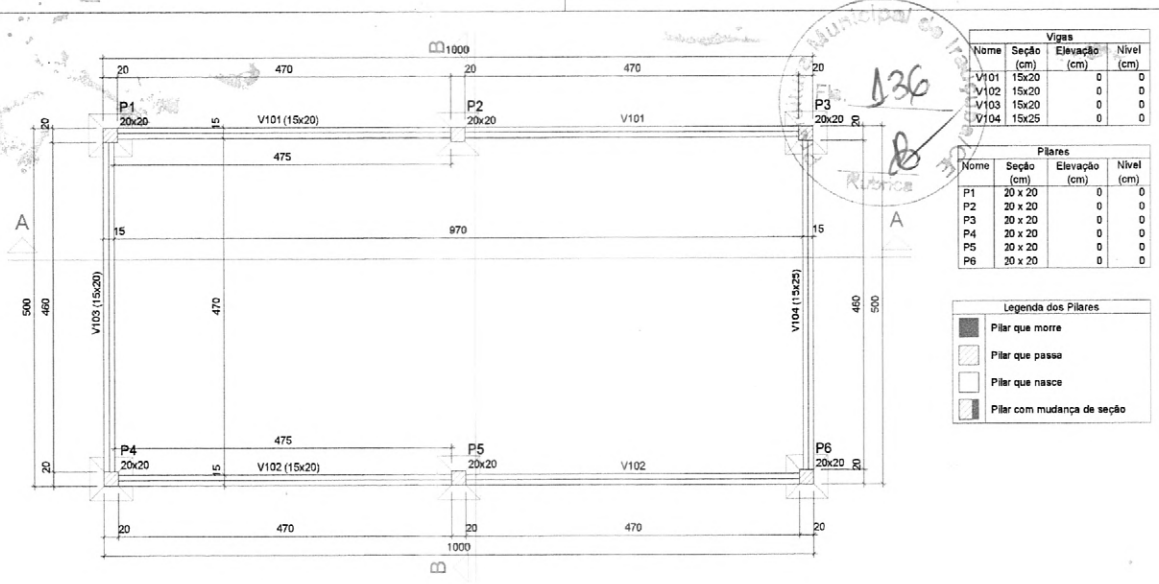 B 1000
20 470 20 470 20
P1 P2 P3
20x20 V101 (15x20) 20x20 V101 20x20
20 15 20
475
A A
15 970 15
500 460 V103 (15x20) 470 V104 (15x25) 460 500
475
P4 P5 P6
20x20 V102 (15x20) 20x20 V102 20x20
20 15 20
20 470 20 470 20
1000
B
Municipal de
136
Rubrica
Vigas
Nome Seção (cm) Elevação (cm) Nível (cm)
V101 15x20 0 0
V102 15x20 0 0
V103 15x20 0 0
V104 15x25 0 0
Pilares
Nome Seção (cm) Elevação (cm) Nível (cm)
P1 20 x 20 0 0
P2 20 x 20 0 0
P3 20 x 20 0 0
P4 20 x 20 0 0
P5 20 x 20 0 0
P6 20 x 20 0 0
Legenda dos Pilares
Pilar que morre
Pilar que passa
Pilar que nasce
Pilar com mudança de seção